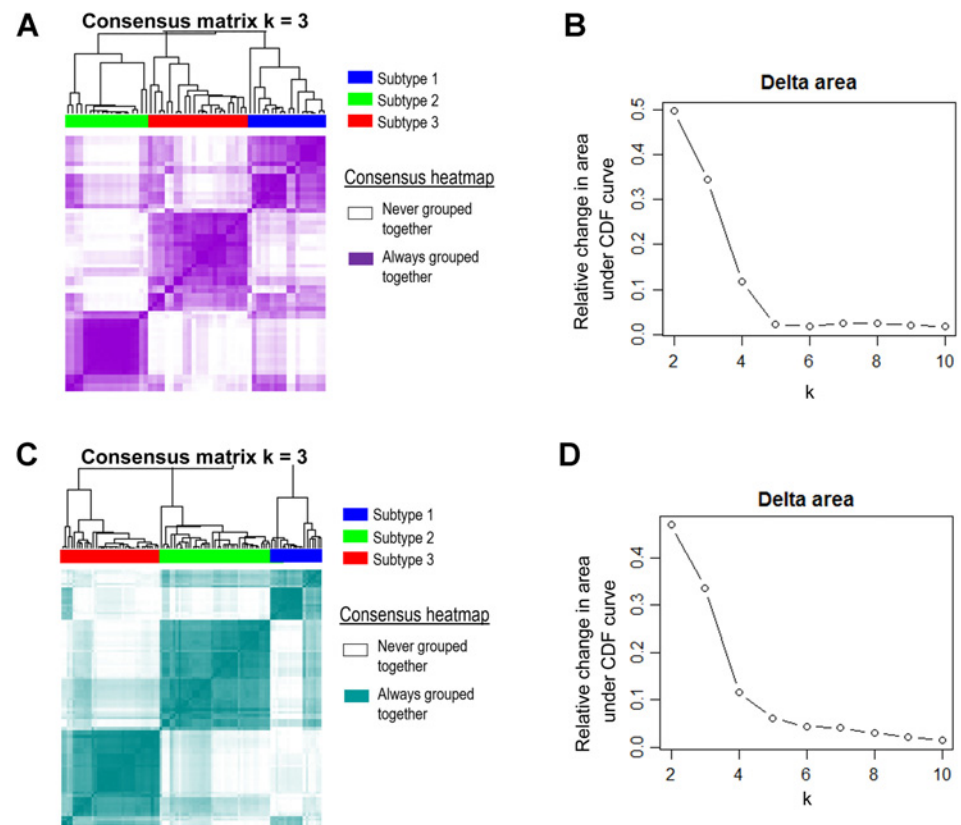 A
Consensus matrix k = 3
Subtype 1
Subtype 2
Subtype 3
Consensus heatmap
Never grouped
together
Always grouped
together
B
Delta area
Relative change in area
under CDF curve
0.5
0.4
0.3
0.2
0.1
0.0
2 4 6 8 10
k
C
Consensus matrix k = 3
Subtype 1
Subtype 2
Subtype 3
Consensus heatmap
Never grouped
together
Always grouped
together
D
Delta area
Relative change in area
under CDF curve
0.4
0.3
0.2
0.1
0.0
2 4 6 8 10
k